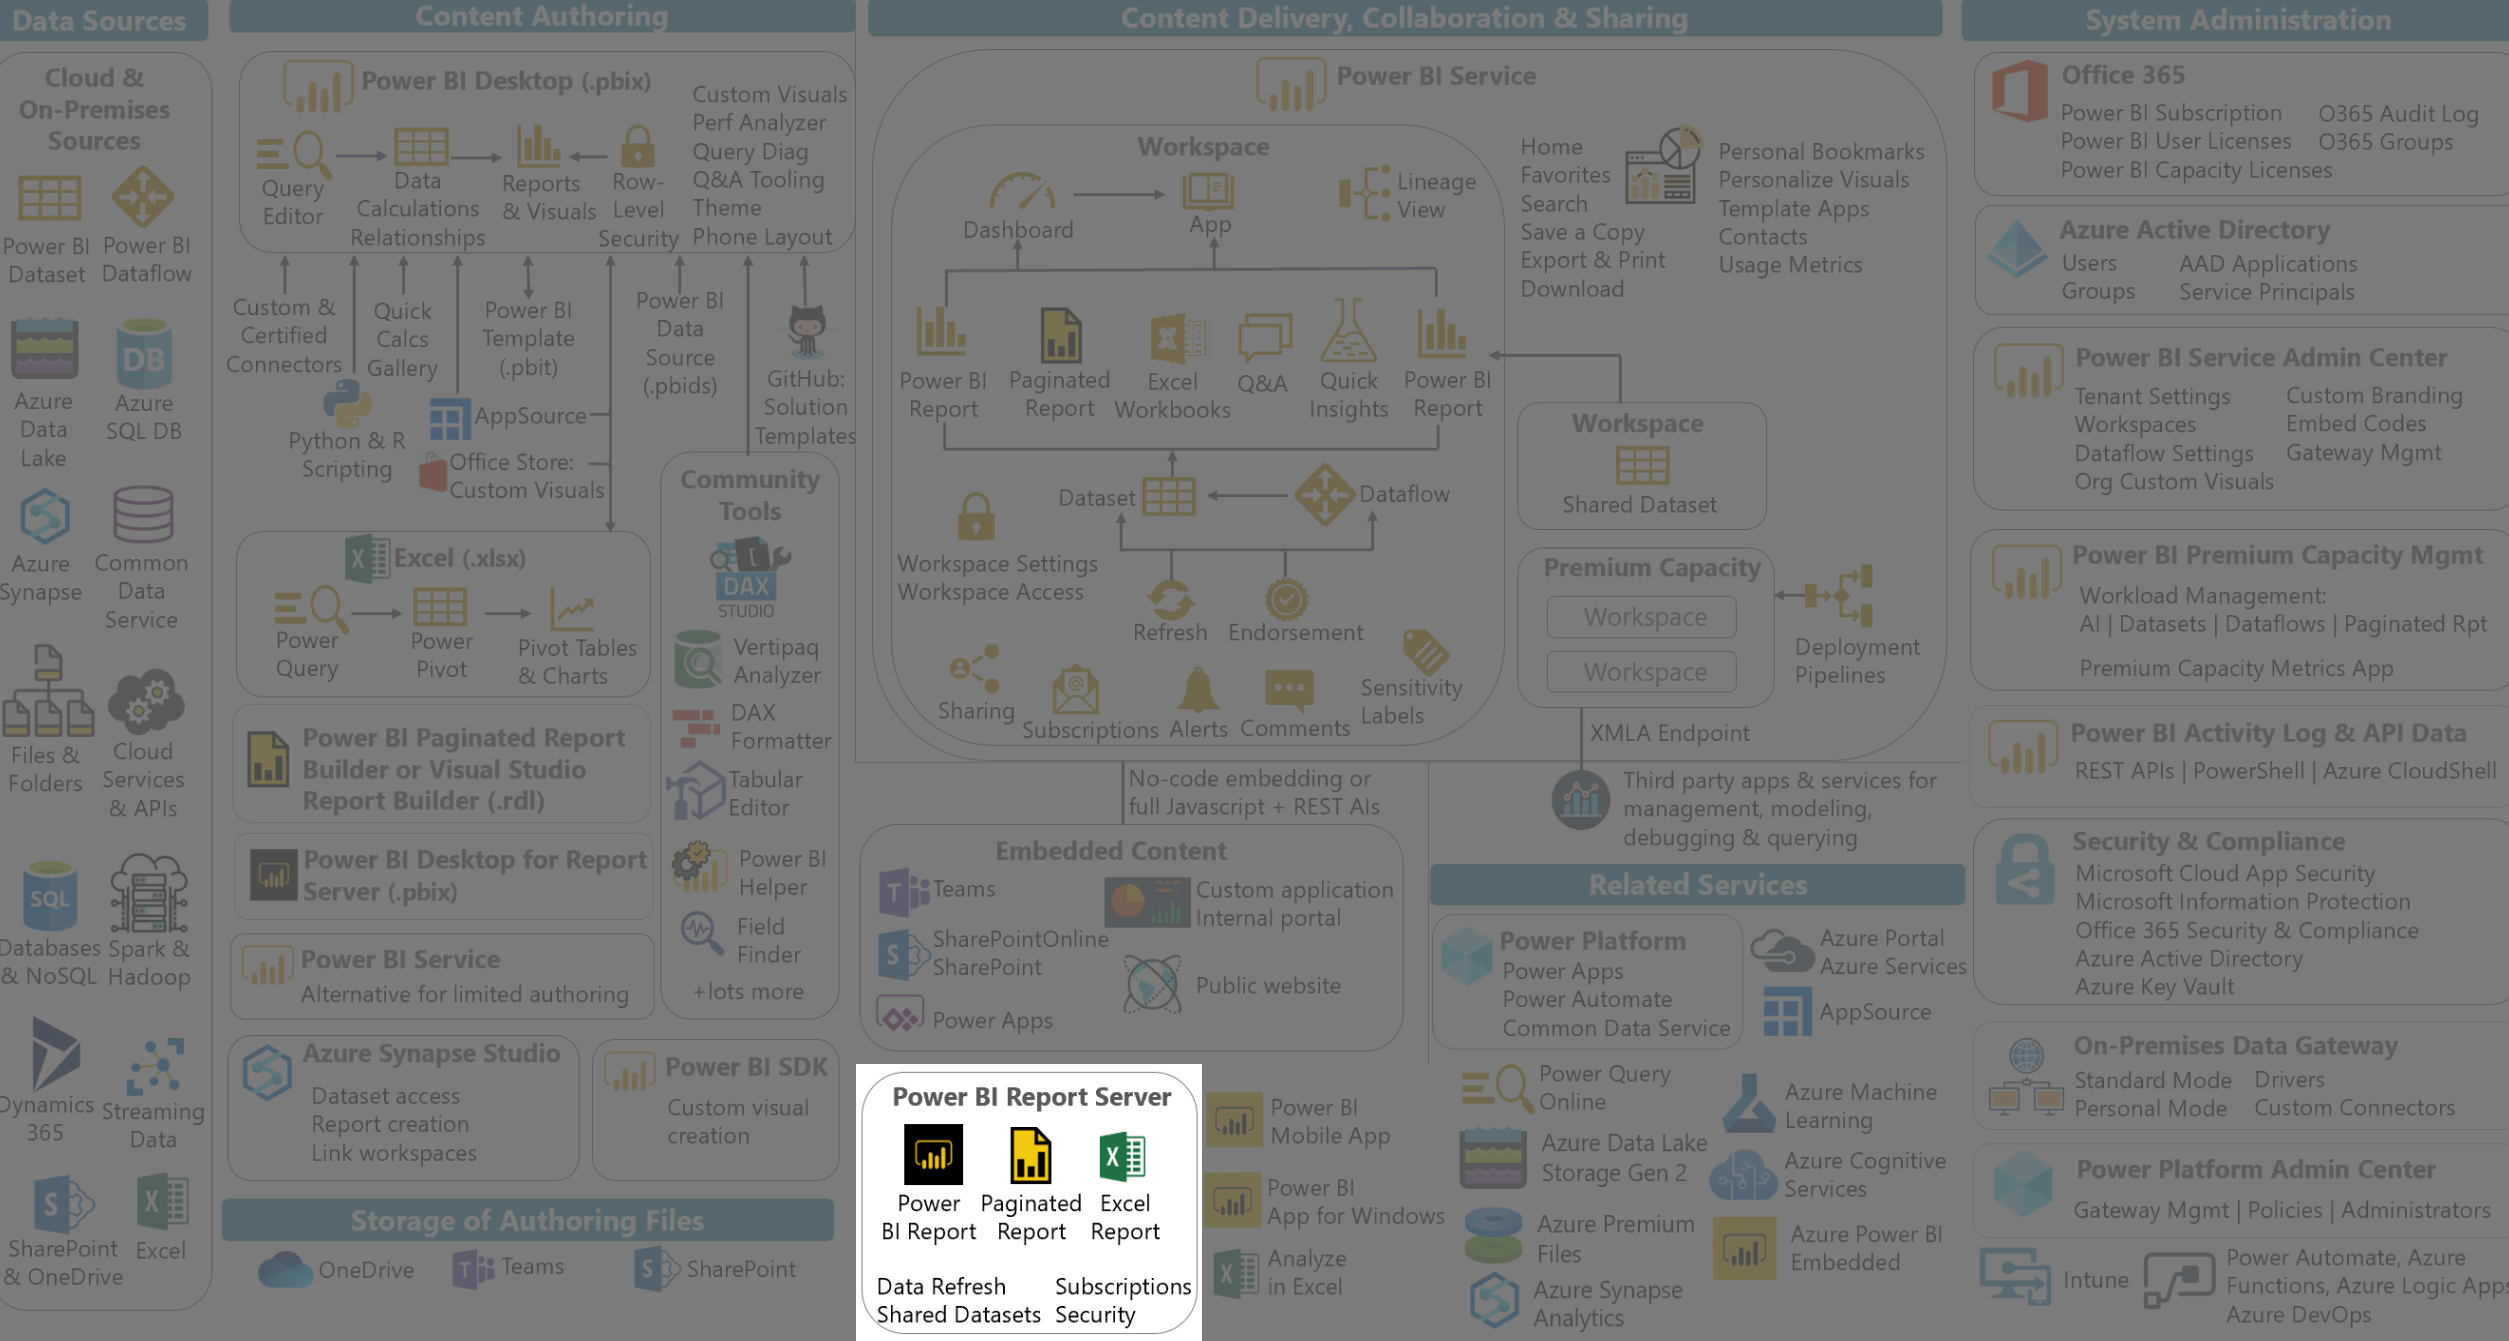 Data Sources
Cloud &
On-Premises
Sources
Power BI
Dataset
Power BI
Dataflow
Azure
Data
Lake
DB
Azure
SQL DB
Azure
Synapse
Common
Data
Service
Files &
Folders
Cloud
Services
& APIs
SQL
Databases
& NoSQL
Spark &
Hadoop
Dynamics
365
Streaming
Data
S
SharePoint
& OneDrive
X
Excel
Content Authoring
Power BI Desktop (.pbix)
Query
Editor
Data
Calculations
Relationships
Reports
& Visuals
Row-
Level
Security
Custom Visuals
Perf Analyzer
Query Diag
Q&A Tooling
Theme
Phone Layout
Custom &
Certified
Connectors
Quick
Calcs
Gallery
Power BI
Template
(.pbit)
Power BI
Data
Source
(.pbids)
GitHub:
Solution
Templates
Python & R
Scripting
AppSource
Office Store:
Custom Visuals
X
Excel (.xlsx)
Power
Query
Power
Pivot
Pivot Tables
& Charts
Power BI Paginated Report
Builder or Visual Studio
Report Builder (.rdl)
Power BI Desktop for Report
Server (.pbix)
Power BI Service
Alternative for limited authoring
Azure Synapse Studio
Dataset access
Report creation
Link workspaces
Power BI SDK
Custom visual
creation
Community
Tools
DAX
STUDIO
Vertipaq
Analyzer
DAX
Formatter
Tabular
Editor
Power BI
Helper
Field
Finder
+lots more
Storage of Authoring Files
OneDrive
T
Teams
S
SharePoint
Content Delivery, Collaboration & Sharing
Power BI Service
Workspace
Dashboard
App
Lineage
View
Power BI
Report
Paginated
Report
X
Excel
Workbooks
Q&A
Quick
Insights
Power BI
Report
Dataset
Dataflow
Workspace Settings
Workspace Access
Refresh
Endorsement
Sharing
@
Subscriptions
Alerts
Comments
Sensitivity
Labels
Home
Favorites
Search
Save a Copy
Export & Print
Download
Personal Bookmarks
Personalize Visuals
Template Apps
Contacts
Usage Metrics
Workspace
Shared Dataset
Premium Capacity
Workspace
Workspace
Deployment
Pipelines
XMLA Endpoint
Third party apps & services for
management, modeling,
debugging & querying
No-code embedding or
full Javascript + REST AIs
Embedded Content
T
Teams
S
SharePointOnline
SharePoint
Power Apps
Custom application
Internal portal
Public website
Power BI Report Server
Power
BI Report
Paginated
Report
X
Excel
Report
Data Refresh
Shared Datasets
Subscriptions
Security
Power BI
Mobile App
Power BI
App for Windows
X
Analyze
in Excel
Related Services
Power Platform
Power Apps
Power Automate
Common Data Service
Azure Portal
Azure Services
AppSource
Power Query
Online
Azure Machine
Learning
Azure Data Lake
Storage Gen 2
Azure Cognitive
Services
Azure Premium
Files
Azure Power BI
Embedded
Azure Synapse
Analytics
System Administration
Office 365
Power BI Subscription
Power BI User Licenses
Power BI Capacity Licenses
O365 Audit Log
O365 Groups
Azure Active Directory
Users
Groups
AAD Applications
Service Principals
Power BI Service Admin Center
Tenant Settings
Workspaces
Dataflow Settings
Org Custom Visuals
Custom Branding
Embed Codes
Gateway Mgmt
Power BI Premium Capacity Mgmt
Workload Management:
AI | Datasets | Dataflows | Paginated Rpt
Premium Capacity Metrics App
Power BI Activity Log & API Data
REST APIs | PowerShell | Azure CloudShell
Security & Compliance
Microsoft Cloud App Security
Microsoft Information Protection
Office 365 Security & Compliance
Azure Active Directory
Azure Key Vault
On-Premises Data Gateway
Standard Mode
Personal Mode
Drivers
Custom Connectors
Power Platform Admin Center
Gateway Mgmt | Policies | Administrators
Intune
Power Automate, Azure
Functions, Azure Logic Apps
Azure DevOps